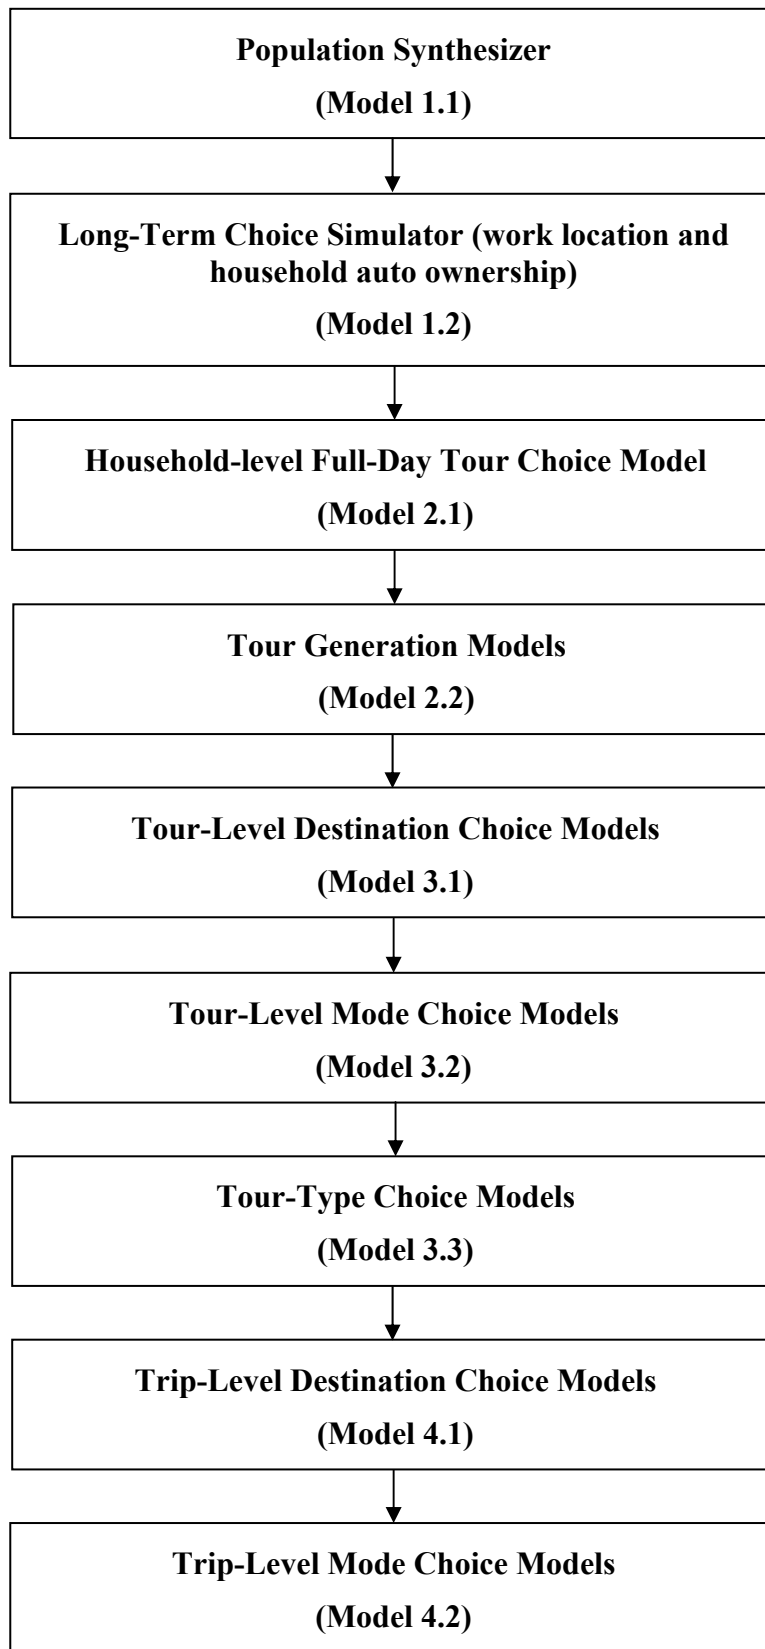 Population Synthesizer
(Model 1.1)
Long-Term Choice Simulator (work location and
household auto ownership)
(Model 1.2)
Household-level Full-Day Tour Choice Model
(Model 2.1)
Tour Generation Models
(Model 2.2)
Tour-Level Destination Choice Models
(Model 3.1)
Tour-Level Mode Choice Models
(Model 3.2)
Tour-Type Choice Models
(Model 3.3)
Trip-Level Destination Choice Models
(Model 4.1)
Trip-Level Mode Choice Models
(Model 4.2)